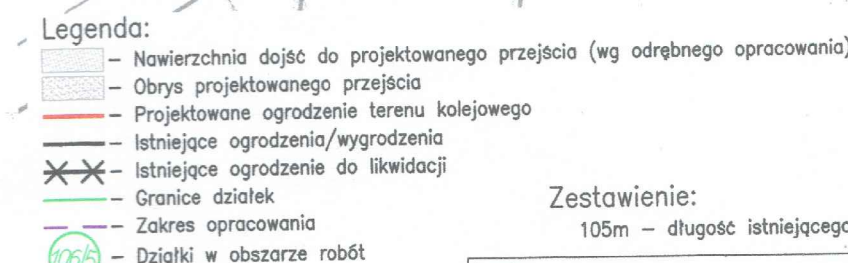 Legenda:
– Nawierzchnia dojść do projektowanego przejścia (wg odrębnego opracowania)
– Obrys projektowanego przejścia
– Projektowane ogrodzenie terenu kolejowego
– Istniejące ogrodzenia/wygrodzenia
– Istniejące ogrodzenie do likwidacji
– Granice działek
– Zakres opracowania
106/5 – Działki w obszarze robót
Zestawienie:
105m – długość istniejącego